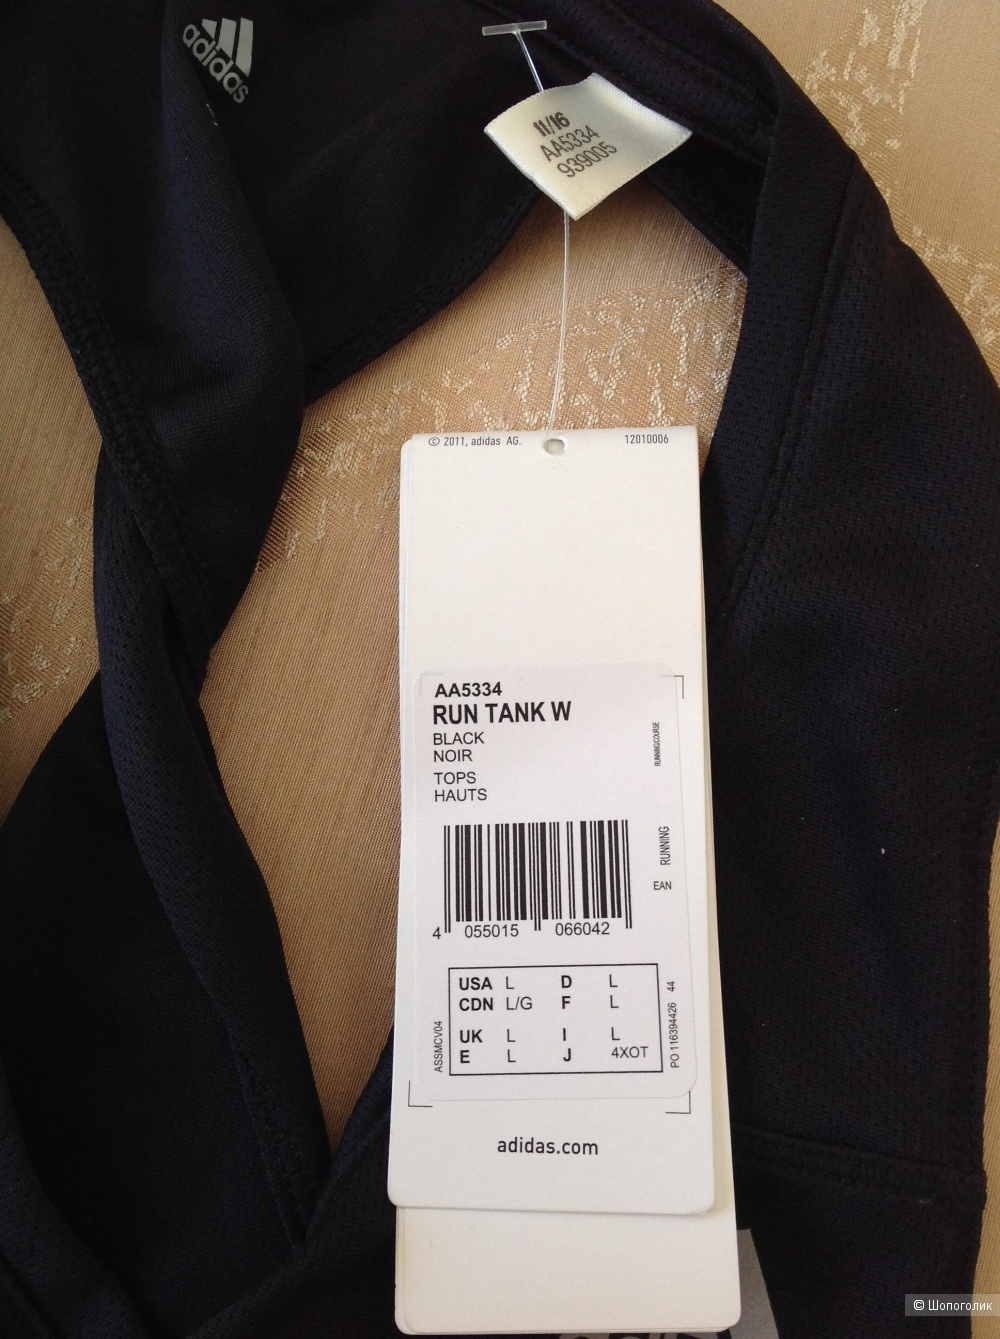 adidas
11/16
AA5334
939005
© 2011, adidas AG.
12010006
AA5334
RUN TANK W
BLACK
NOIR
TOPS
HAUTS
RUNNING/COURSE
RUNNING
EAN
4 055015 066042
USA L D L
CDN L/G F L
UK L I L
E L J 4XOT
ASSMCV04
PO 116394426 44
adidas.com
adidas
© Шопоголик